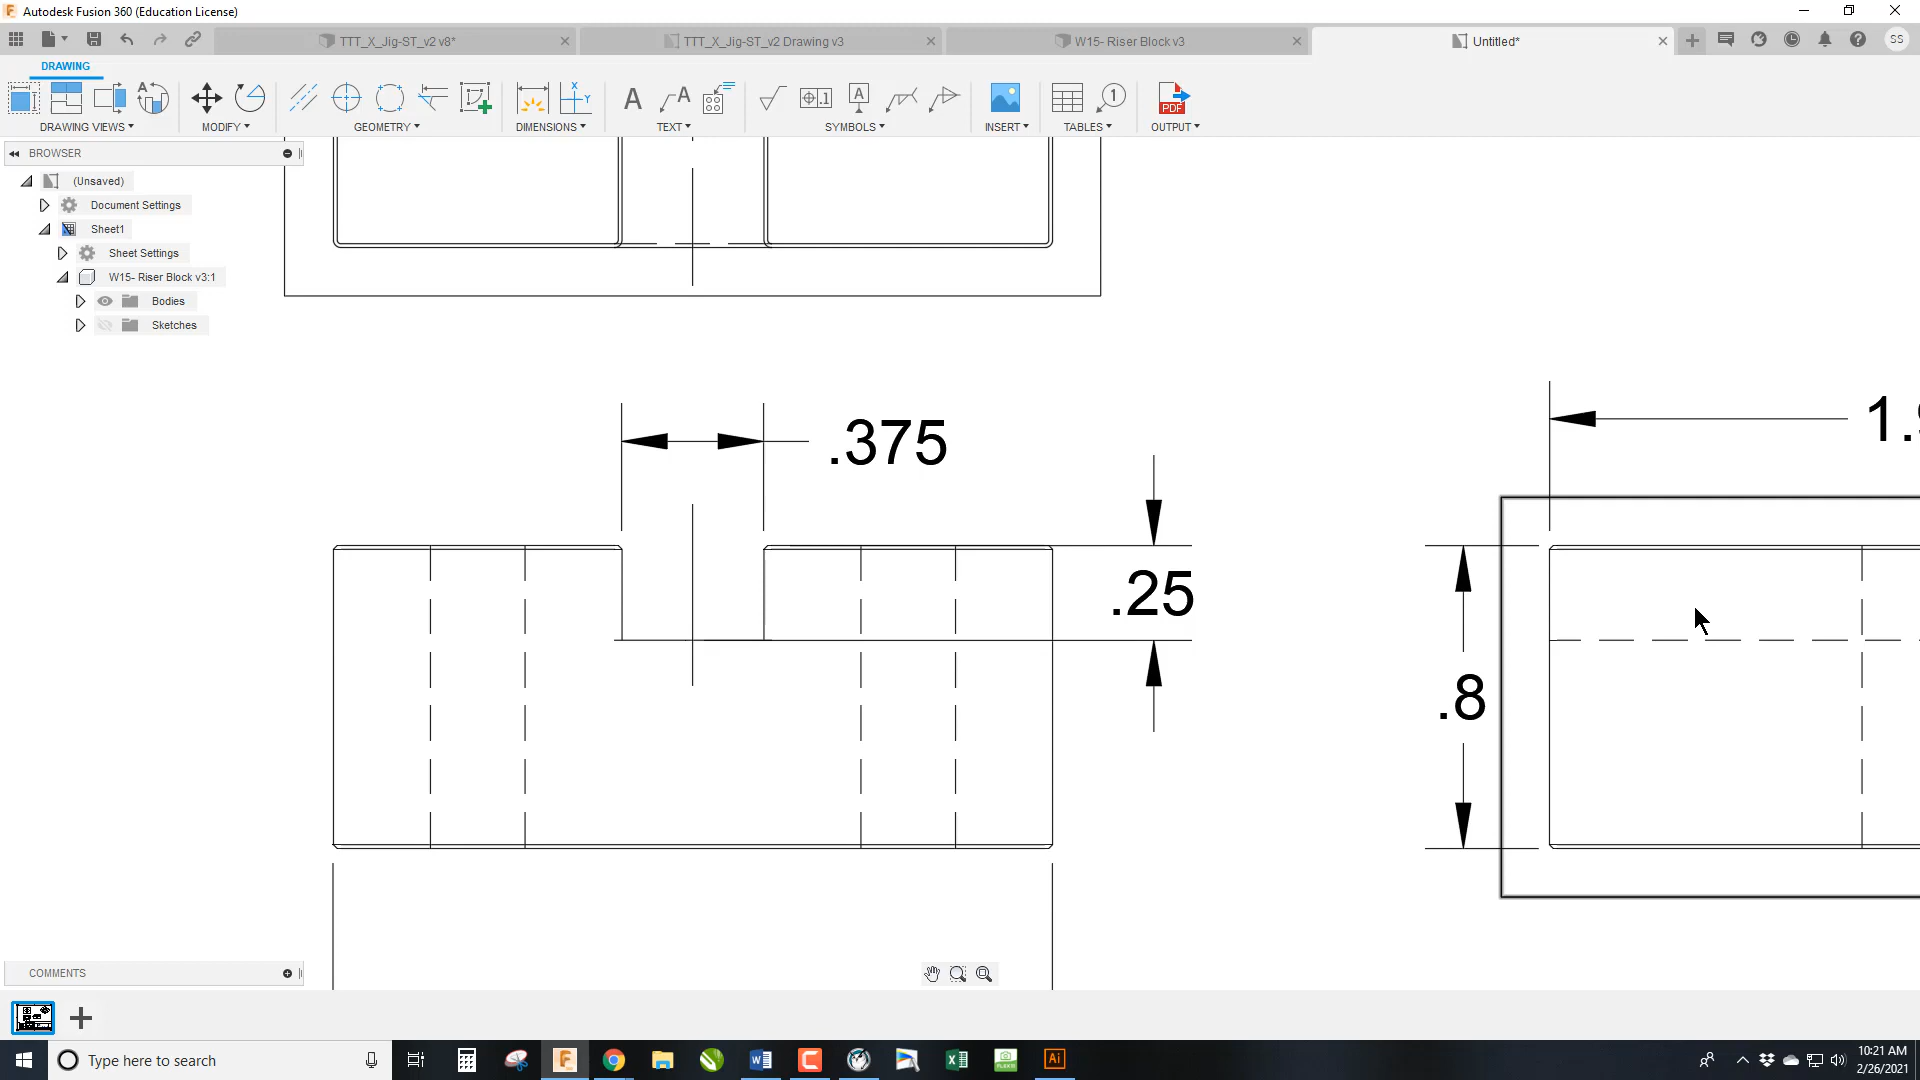 Autodesk Fusion 360 (Education License)
TTT_X_Jig-ST_v2 v8*
TTT_X_Jig-ST_v2 Drawing v3
W15- Riser Block v3
Untitled*
SS
DRAWING
DRAWING VIEWS
MODIFY
GEOMETRY
DIMENSIONS
TEXT
SYMBOLS
INSERT
TABLES
OUTPUT
BROWSER
(Unsaved)
Document Settings
Sheet1
Sheet Settings
W15- Riser Block v3:1
Bodies
Sketches
.375
.25
.8
COMMENTS
Type here to search
10:21 AM
2/26/2021